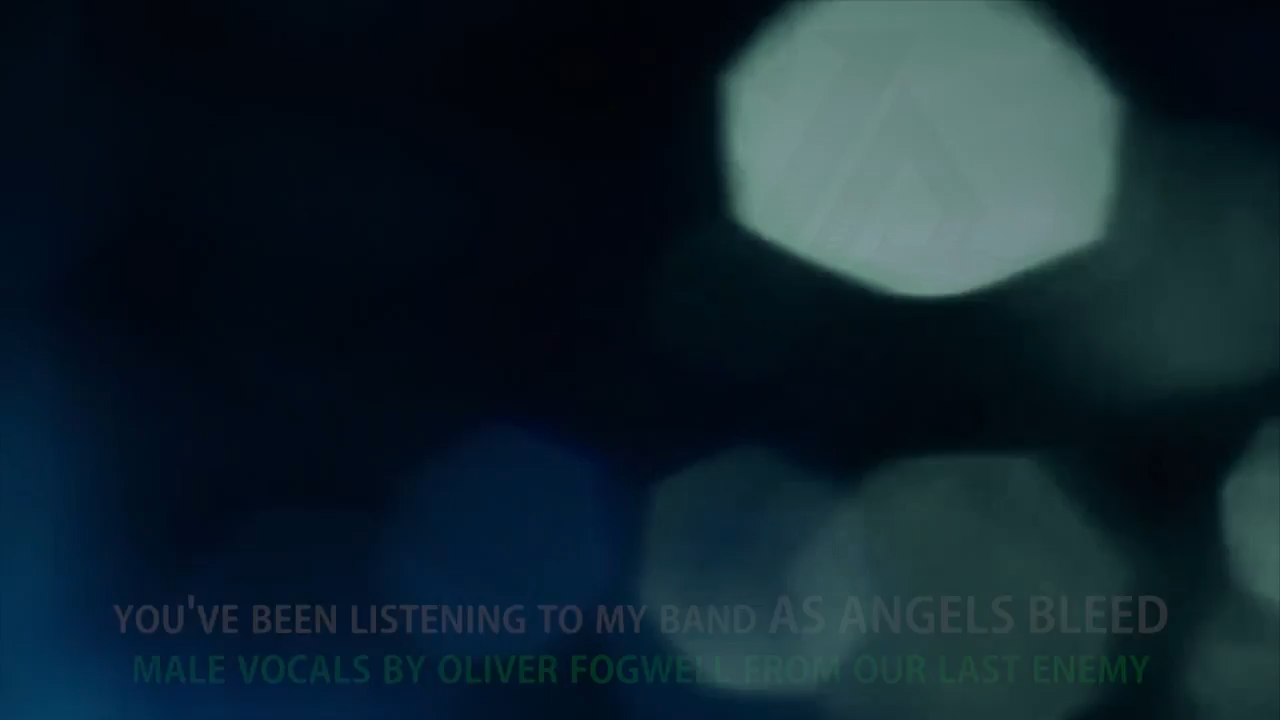 YOU'VE BEEN LISTENING TO MY BAND AS ANGELS BLEED
MALE VOCALS BY OLIVER FOGWELL FROM OUR LAST ENEMY